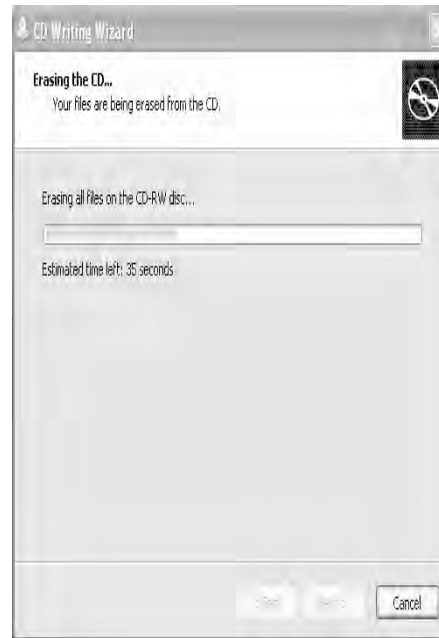 CD Writing Wizard
Erasing the CD...
Your files are being erased from the CD.
Erasing all files on the CD-RW disc...
Estimated time left: 35 seconds
Cancel